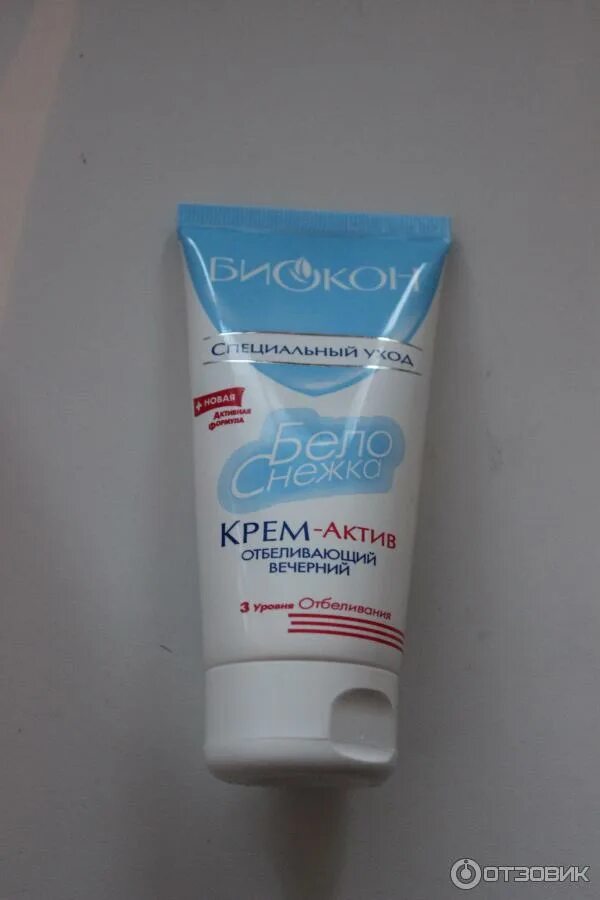 БИОКОН
СПЕЦИАЛЬНЫЙ УХОД
+ НОВАЯ
АКТИВНАЯ
ФОРМУЛА
БЕЛО
СНЕЖКА
КРЕМ-АКТИВ
ОТБЕЛИВАЮЩИЙ
ВЕЧЕРНИЙ
3 УРОВНЯ ОТБЕЛИВАНИЯ
ОТЗОВИК